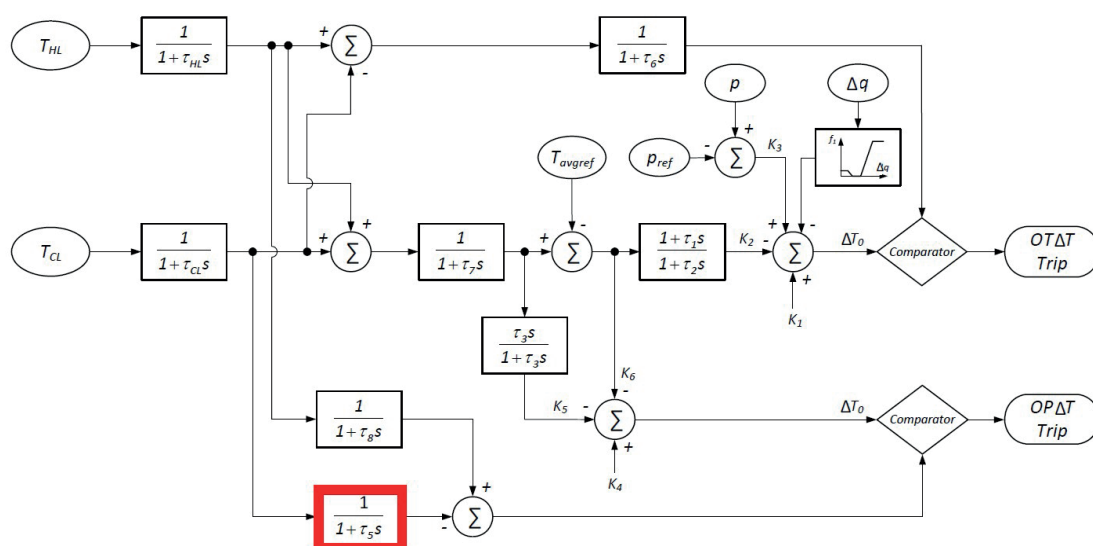 T_HL
1
1+τ_HL s
+
Σ
-
1
1+τ_6 s
p
Δq
+
-
Σ
K_3
p_ref
f_1
Δq
T_avgref
T_CL
1
1+τ_CL s
+
+
Σ
1
1+τ_7 s
+
-
Σ
1+τ_1 s
1+τ_2 s
K_2
-
+
-
Σ
+
K_1
ΔT_0
Comparator
OTΔT
Trip
τ_3 s
1+τ_3 s
K_5
-
K_6
-
Σ
+
K_4
ΔT_0
Comparator
OPΔT
Trip
1
1+τ_8 s
+
1
1+τ_5 s
-
Σ